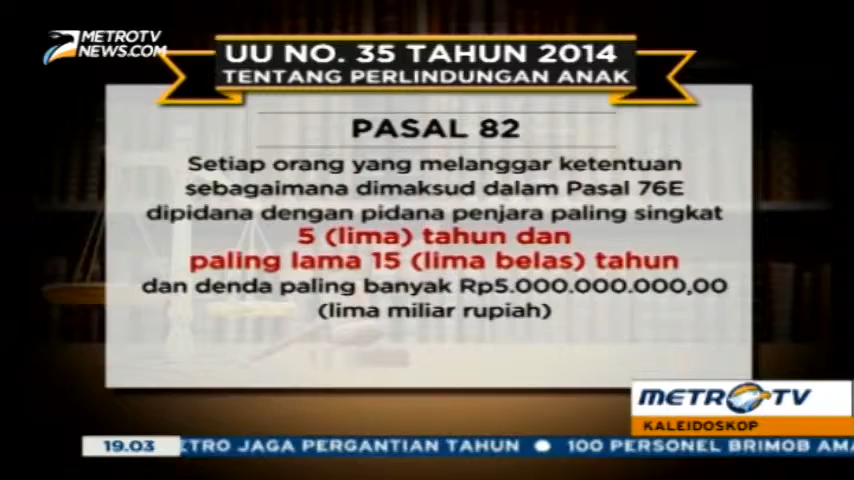 METROTV
NEWS.COM
UU NO. 35 TAHUN 2014
TENTANG PERLINDUNGAN ANAK
PASAL 82
Setiap orang yang melanggar ketentuan
sebagaimana dimaksud dalam Pasal 76E
dipidana dengan pidana penjara paling singkat
5 (lima) tahun dan
paling lama 15 (lima belas) tahun
dan denda paling banyak Rp5.000.000.000,00
(lima miliar rupiah)
METROTV
KALEIDOSKOP
19.03 ETRO JAGA PERGANTIAN TAHUN ● 100 PERSONEL BRIMOB AMA